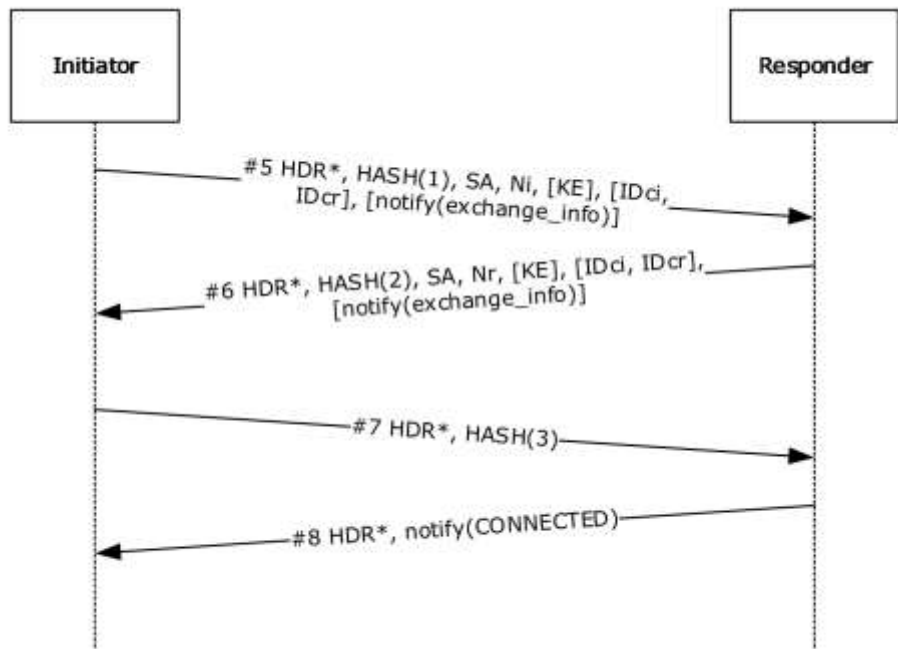 Initiator
Responder
#5 HDR*, HASH(1), SA, Ni, [KE], [IDci,
IDcr], [notify(exchange_info)]
#6 HDR*, HASH(2), SA, Nr, [KE], [IDci, IDcr],
[notify(exchange_info)]
#7 HDR*, HASH(3)
#8 HDR*, notify(CONNECTED)